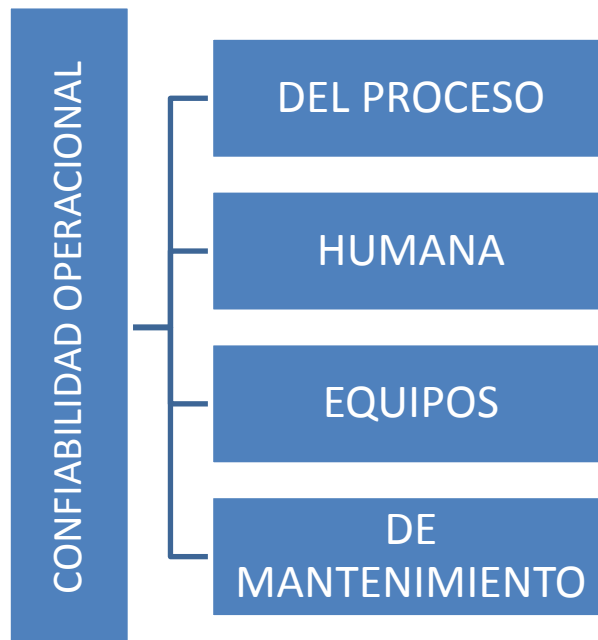 CONFIABILIDAD OPERACIONAL
DEL PROCESO
HUMANA
EQUIPOS
DE
MANTENIMIENTO